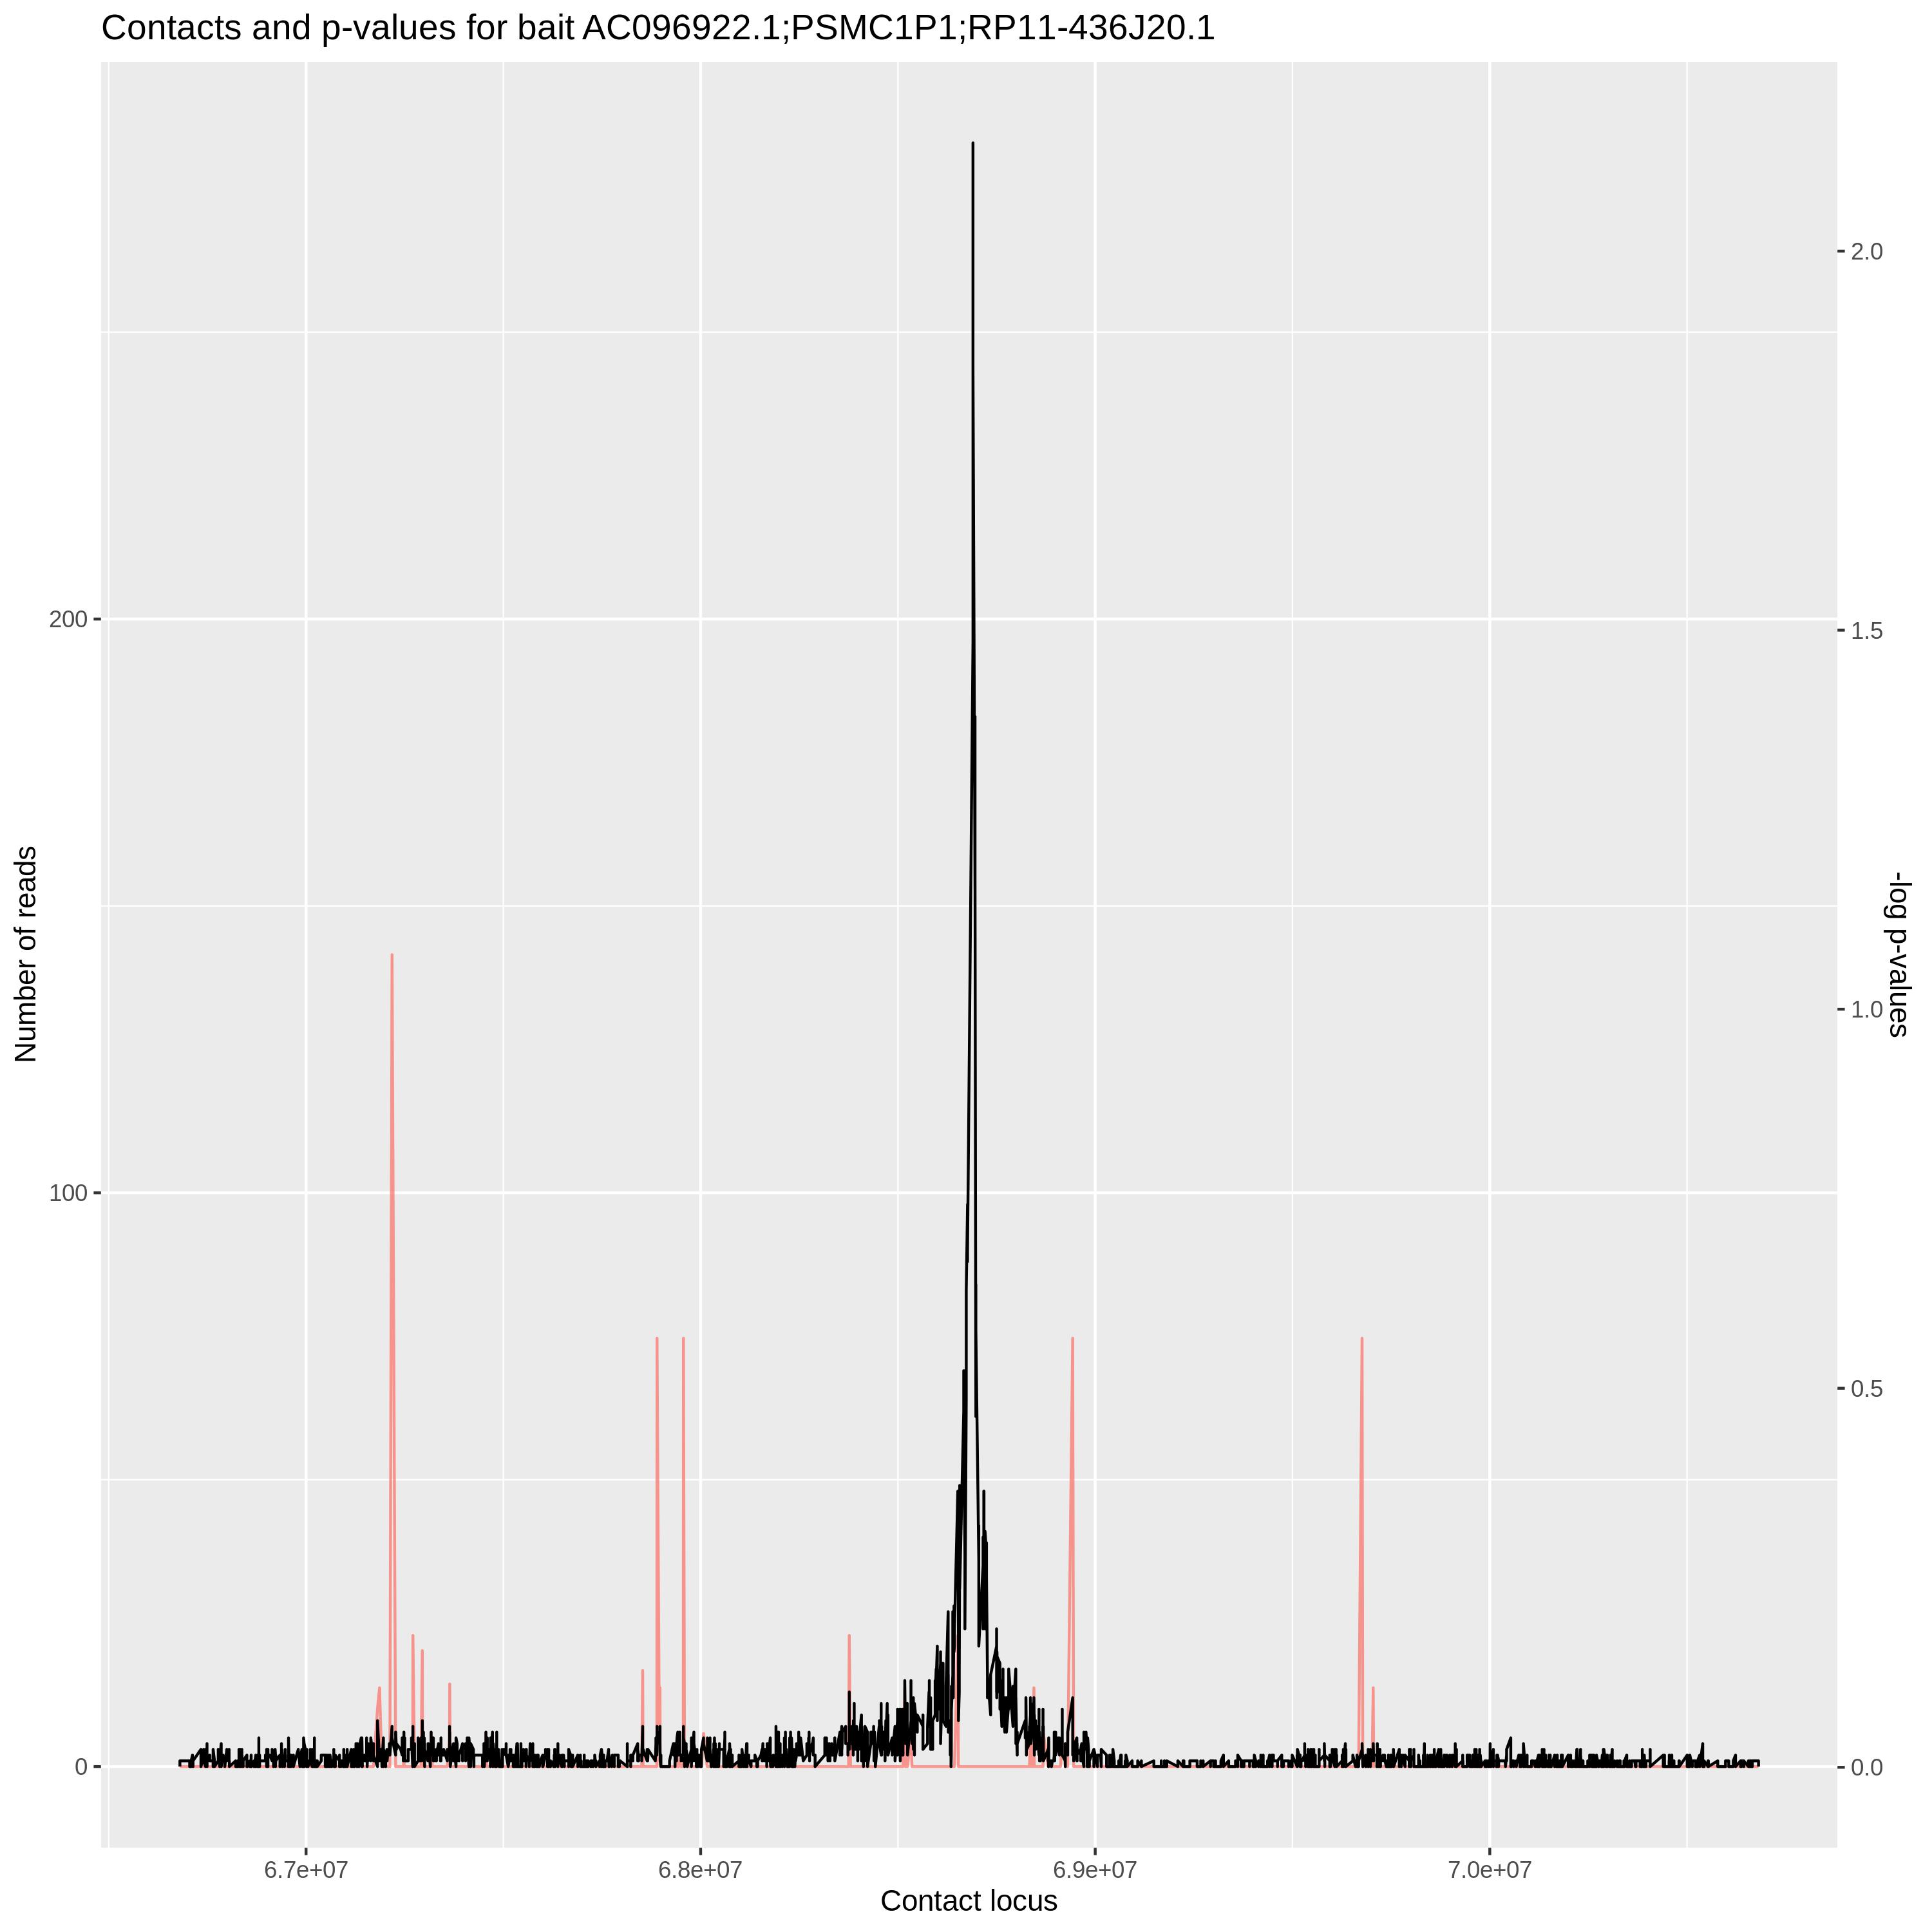 Contacts and p-values for bait AC096922.1;PSMC1P1;RP11-436J20.1
Number of reads
200
100
0
2.0
1.5
1.0
0.5
0.0
-log p-values
6.7e+07
6.8e+07
6.9e+07
7.0e+07
Contact locus